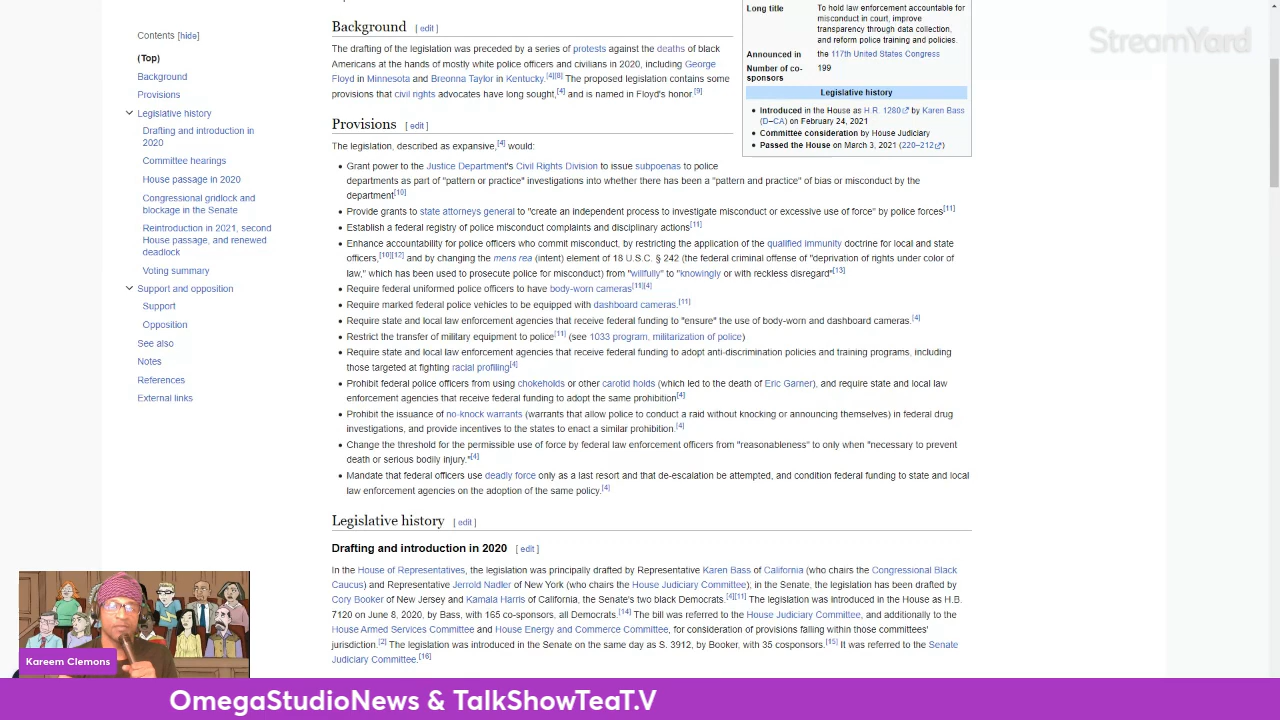 StreamYard
Contents [hide]
(Top)
Background
Provisions
Legislative history
Drafting and introduction in
2020
Committee hearings
House passage in 2020
Congressional gridlock and
blockage in the Senate
Reintroduction in 2021, second
House passage, and renewed
deadlock
Voting summary
Support and opposition
Support
Opposition
See also
Notes
References
External links
Background [ edit ]
The drafting of the legislation was preceded by a series of protests against the deaths of black
Americans at the hands of mostly white police officers and civilians in 2020, including George
Floyd in Minnesota and Breonna Taylor in Kentucky.[4][8] The proposed legislation contains some
provisions that civil rights advocates have long sought,[4] and is named in Floyd's honor.[9]
Long title To hold law enforcement accountable for
misconduct in court, improve
transparency through data collection,
and reform police training and policies.
Announced in the 117th United States Congress
Number of co- 199
sponsors
Legislative history
• Introduced in the House as H.R. 1280 by Karen Bass
(D–CA) on February 24, 2021
• Committee consideration by House Judiciary
• Passed the House on March 3, 2021 (220–212)
Provisions [ edit ]
The legislation, described as expansive,[4] would:
• Grant power to the Justice Department's Civil Rights Division to issue subpoenas to police
departments as part of "pattern or practice" investigations into whether there has been a "pattern and practice" of bias or misconduct by the
department[10]
• Provide grants to state attorneys general to "create an independent process to investigate misconduct or excessive use of force" by police forces[11]
• Establish a federal registry of police misconduct complaints and disciplinary actions[11]
• Enhance accountability for police officers who commit misconduct, by restricting the application of the qualified immunity doctrine for local and state
officers,[10][12] and by changing the mens rea (intent) element of 18 U.S.C. § 242 (the federal criminal offense of "deprivation of rights under color of
law," which has been used to prosecute police for misconduct) from "willfully" to "knowingly or with reckless disregard"[13]
• Require federal uniformed police officers to have body-worn cameras[11][4]
• Require marked federal police vehicles to be equipped with dashboard cameras.[11]
• Require state and local law enforcement agencies that receive federal funding to "ensure" the use of body-worn and dashboard cameras.[4]
• Restrict the transfer of military equipment to police[11] (see 1033 program, militarization of police)
• Require state and local law enforcement agencies that receive federal funding to adopt anti-discrimination policies and training programs, including
those targeted at fighting racial profiling[4]
• Prohibit federal police officers from using chokeholds or other carotid holds (which led to the death of Eric Garner), and require state and local law
enforcement agencies that receive federal funding to adopt the same prohibition[4]
• Prohibit the issuance of no-knock warrants (warrants that allow police to conduct a raid without knocking or announcing themselves) in federal drug
investigations, and provide incentives to the states to enact a similar prohibition.[4]
• Change the threshold for the permissible use of force by federal law enforcement officers from "reasonableness" to only when "necessary to prevent
death or serious bodily injury."[4]
• Mandate that federal officers use deadly force only as a last resort and that de-escalation be attempted, and condition federal funding to state and local
law enforcement agencies on the adoption of the same policy.[4]
Legislative history [ edit ]
Drafting and introduction in 2020 [ edit ]
In the House of Representatives, the legislation was principally drafted by Representative Karen Bass of California (who chairs the Congressional Black
Caucus) and Representative Jerrold Nadler of New York (who chairs the House Judiciary Committee); in the Senate, the legislation has been drafted by
Cory Booker of New Jersey and Kamala Harris of California, the Senate's two black Democrats.[4][11] The legislation was introduced in the House as H.B.
7120 on June 8, 2020, by Bass, with 165 co-sponsors, all Democrats.[14] The bill was referred to the House Judiciary Committee, and additionally to the
House Armed Services Committee and House Energy and Commerce Committee, for consideration of provisions falling within those committees'
jurisdiction.[2] The legislation was introduced in the Senate on the same day as S. 3912, by Booker, with 35 cosponsors.[15] It was referred to the Senate
Judiciary Committee.[16]
Kareem Clemons
OmegaStudioNews & TalkShowTeaT.V